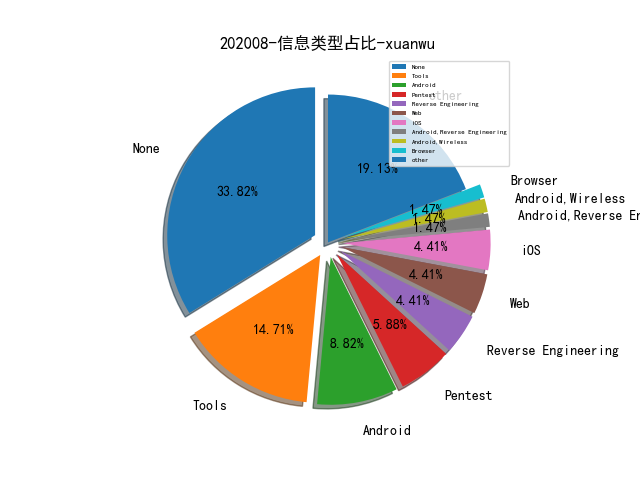 202008-信息类型占比-xuanwu
None
Tools
Android
Pentest
Reverse Engineering
Web
iOS
Android,Reverse Engineering
Android,Wireless
Browser
other
other
None
33.82%
19.13%
Browser
1.47%
Android,Wireless
1.47%
Android,Reverse En
1.47%
iOS
4.41%
Web
4.41%
Reverse Engineering
4.41%
Pentest
5.88%
Android
8.82%
Tools
14.71%